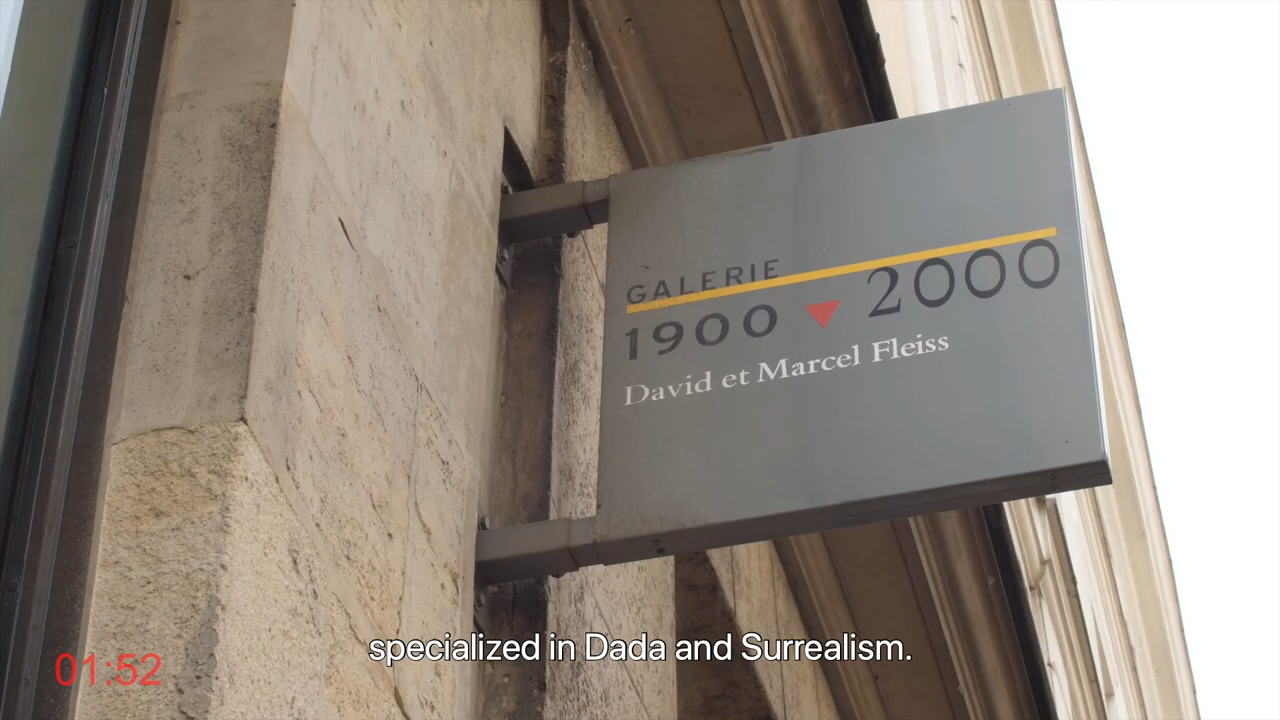 GALERIE
1900 2000
David et Marcel Fleiss
specialized in Dada and Surrealism.
01:52